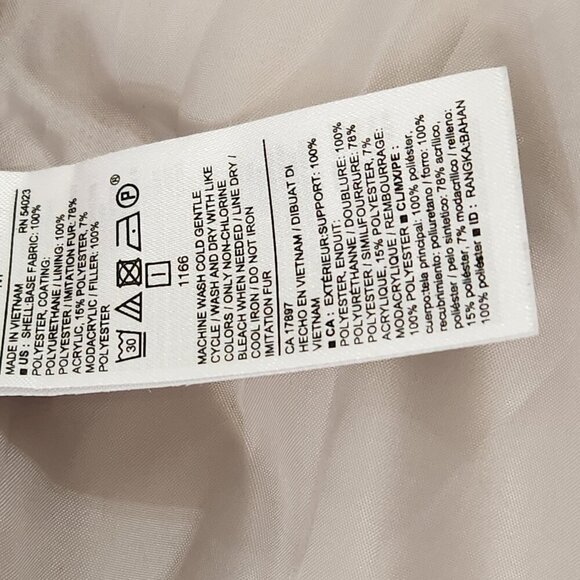 RN 54023
MADE IN VIETNAM
■ US : SHELL:BASE FABRIC: 100%
POLYESTER, COATING:
POLYURETHANE / LINING: 100%
POLYESTER / IMITATION FUR: 78%
ACRYLIC, 15% POLYESTER, 7%
MODACRYLIC / FILLER: 100%
POLYESTER
30
P
®
1166
MACHINE WASH COLD GENTLE
CYCLE / WASH AND DRY WITH LIKE
COLORS / ONLY NON-CHLORINE
BLEACH WHEN NEEDED / LINE DRY /
COOL IRON / DO NOT IRON
IMITATION FUR
CA 17897
HECHO EN VIETNAM / DIBUAT DI
VIETNAM
■ CA : EXTÉRIEUR:SUPPORT: 100%
POLYESTER, ENDUIT:
POLYURÉTHANNE / DOUBLURE: 100%
POLYESTER / SIMILIFOURRURE: 78%
ACRYLIQUE, 15% POLYESTER, 7%
MODACRYLIQUE / REMBOURRAGE:
100% POLYESTER ■ CL/MX/PE :
cuerpo:tela principal: 100% poliéster,
recubrimiento: poliuretano / forro: 100%
poliéster / pelo sintetico: 78% acrilico,
15% poliéster, 7% modacrilico / relleno:
100% poliéster ■ ID : RANGKA:BAHAN